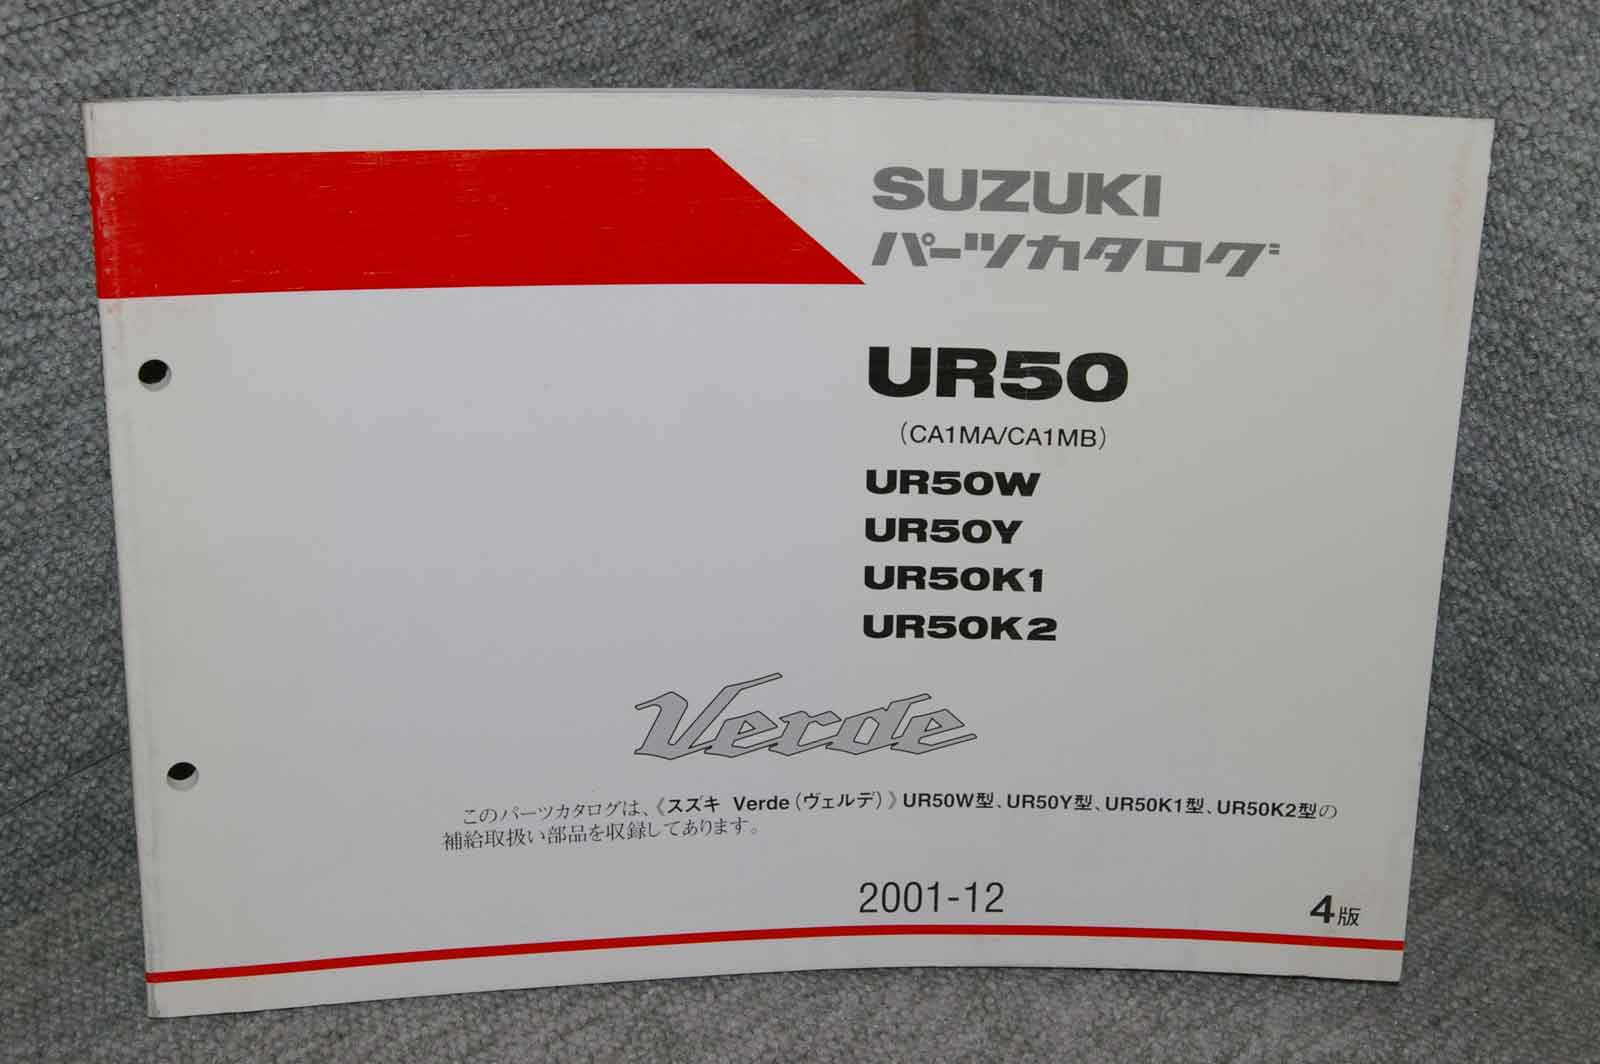 SUZUKI
パーツカタログ
UR50
(CA1MA/CA1MB)
UR50W
UR50Y
UR50K1
UR50K2
Verde
このパーツカタログは、《スズキ Verde(ヴェルデ)》UR50W型、UR50Y型、UR50K1型、UR50K2型の
補給取扱い部品を収録してあります。
2001-12
4版